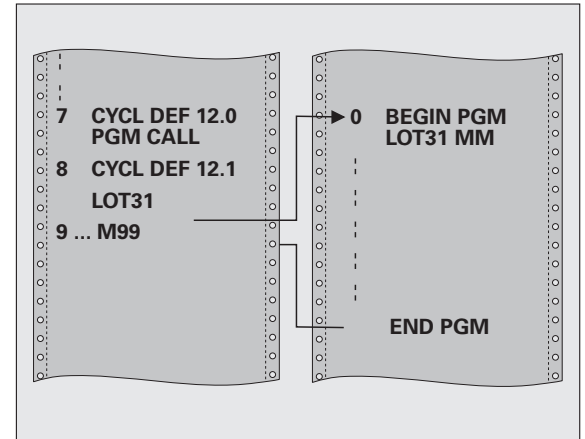 7 CYCL DEF 12.0
PGM CALL
8 CYCL DEF 12.1
LOT31
9 ... M99
0 BEGIN PGM
LOT31 MM
END PGM